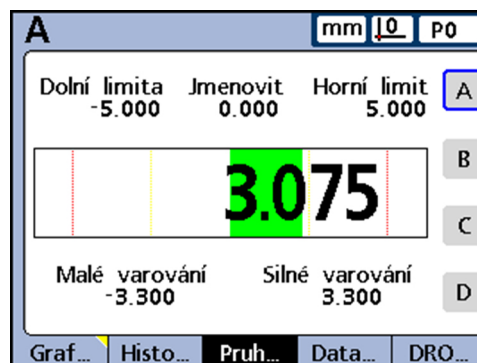 A mm 0 P0
Dolní limita Jmenovit Horní limit A
-5.000 0.000 5.000
B
3.075
C
Malé varování Silné varování
-3.300 3.300 D
Graf... Histo... Pruh... Data... DRO...